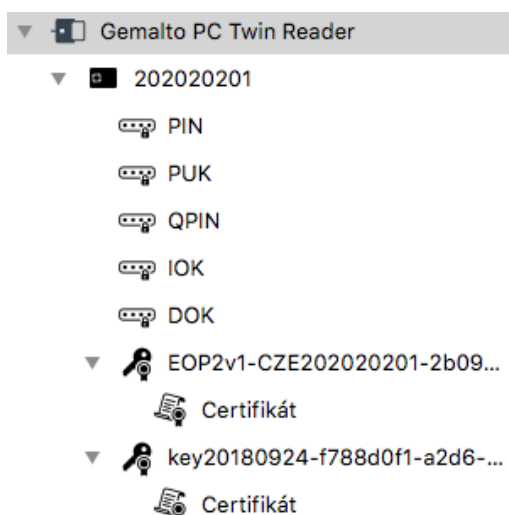 Gemalto PC Twin Reader
202020201
PIN
PUK
QPIN
IOK
DOK
EOP2v1-CZE202020201-2b09...
Certifikát
key20180924-f788d0f1-a2d6-...
Certifikát